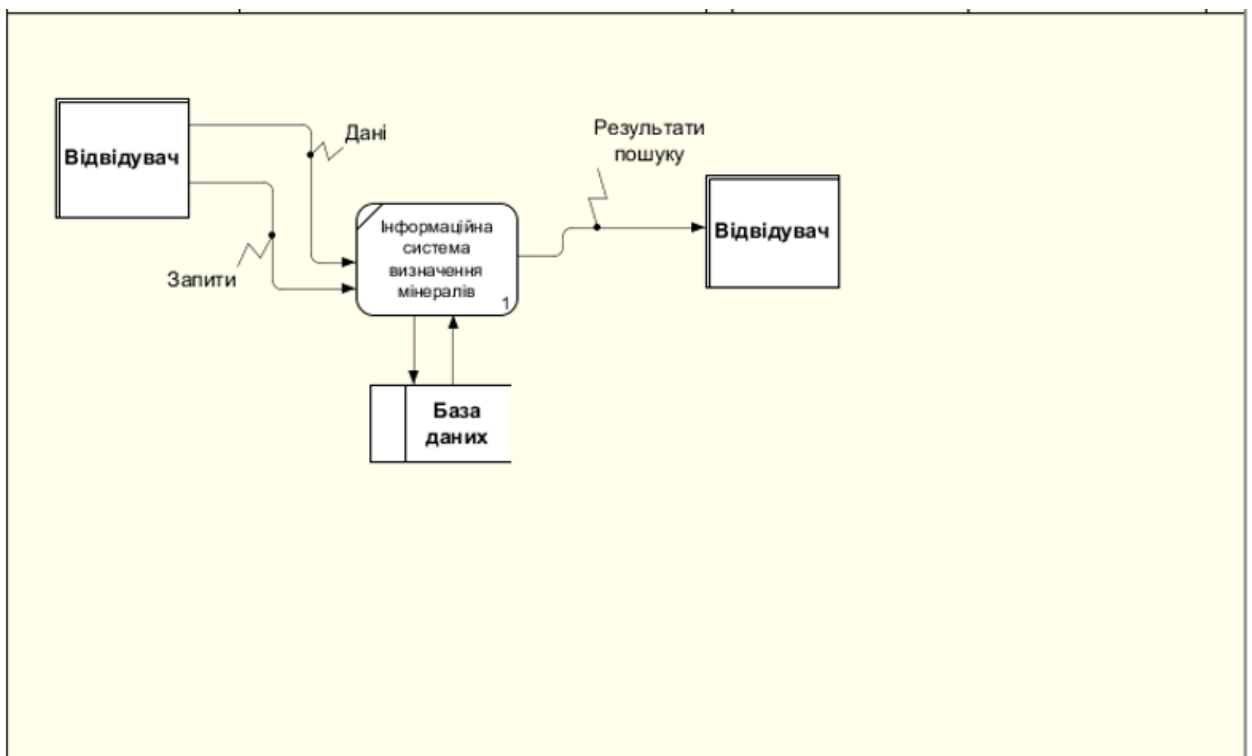 Відвідувач
Дані
Запити
Інформаційна
система
визначення
мінералів
1
Результати
пошуку
Відвідувач
База
даних